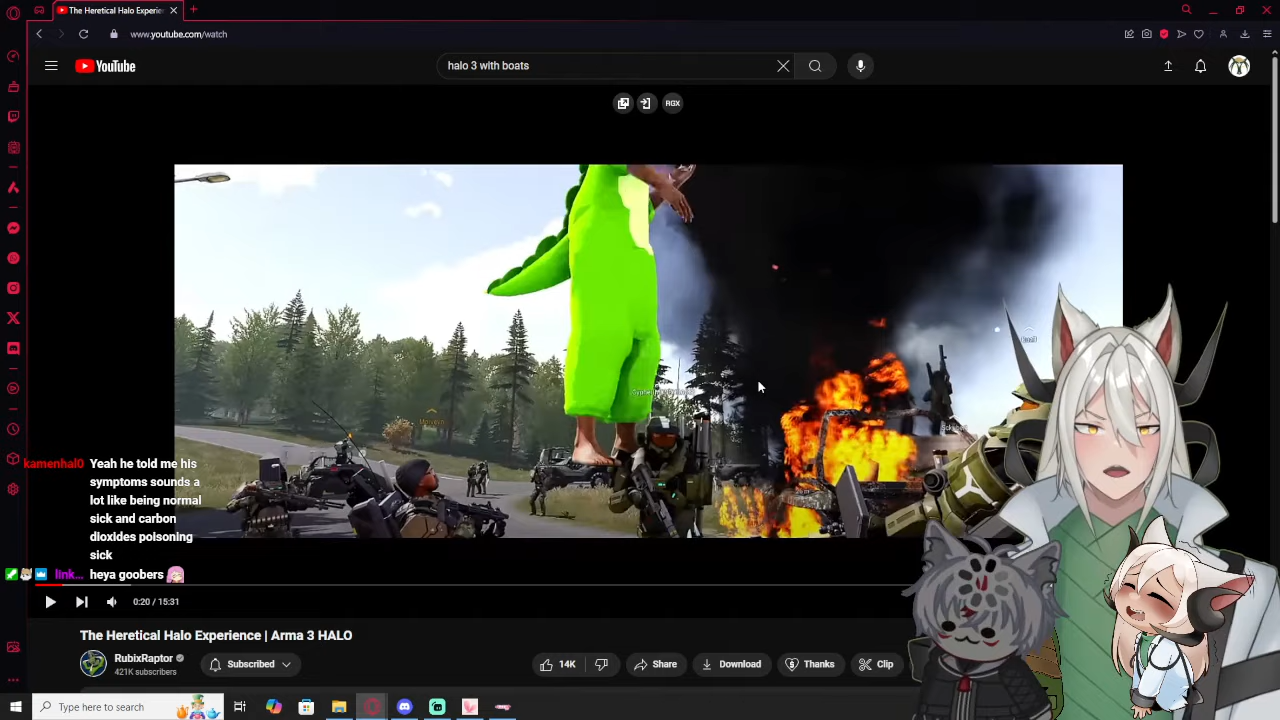 The Heretical Halo Experie
www.youtube.com/watch
YouTube
halo 3 with boats
RGX
kamenhal0 Yeah he told me his
symptoms sounds a
lot like being normal
sick and carbon
dioxides poisoning
sick
link... heya goobers
0:20 / 15:31
The Heretical Halo Experience | Arma 3 HALO
RubixRaptor
421K subscribers
Subscribed
14K
Share
Download
Thanks
Clip
Type here to search